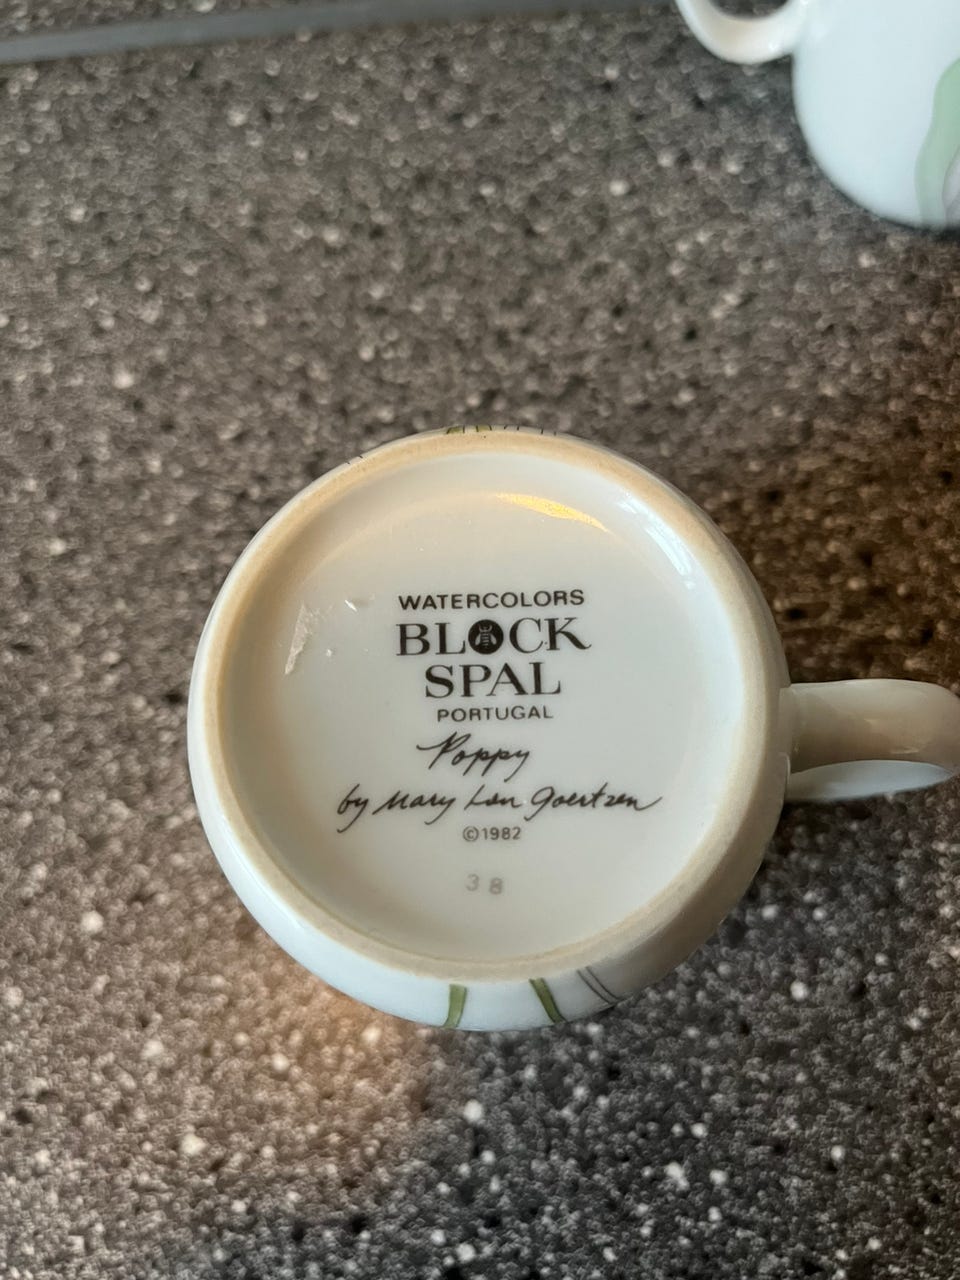 WATERCOLORS
BLOCK
SPAL
PORTUGAL
Poppy
by Mary Lou Goertzen
©1982
38